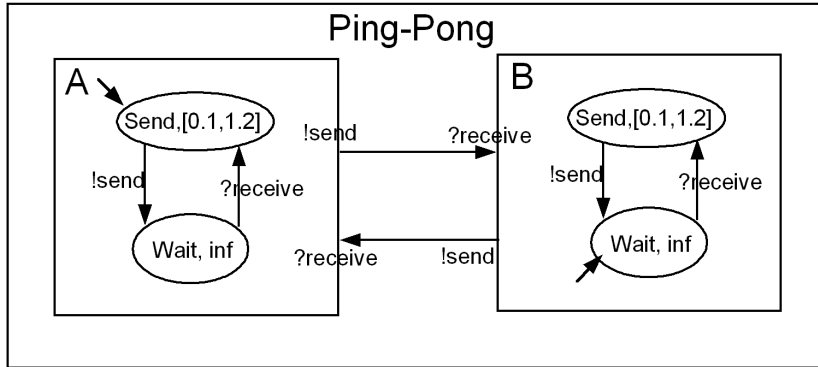 Ping-Pong
A
Send,[0.1,1.2]
!send
?receive
Wait, inf
!send
?receive
?receive
!send
B
Send,[0.1,1.2]
!send
?receive
Wait, inf